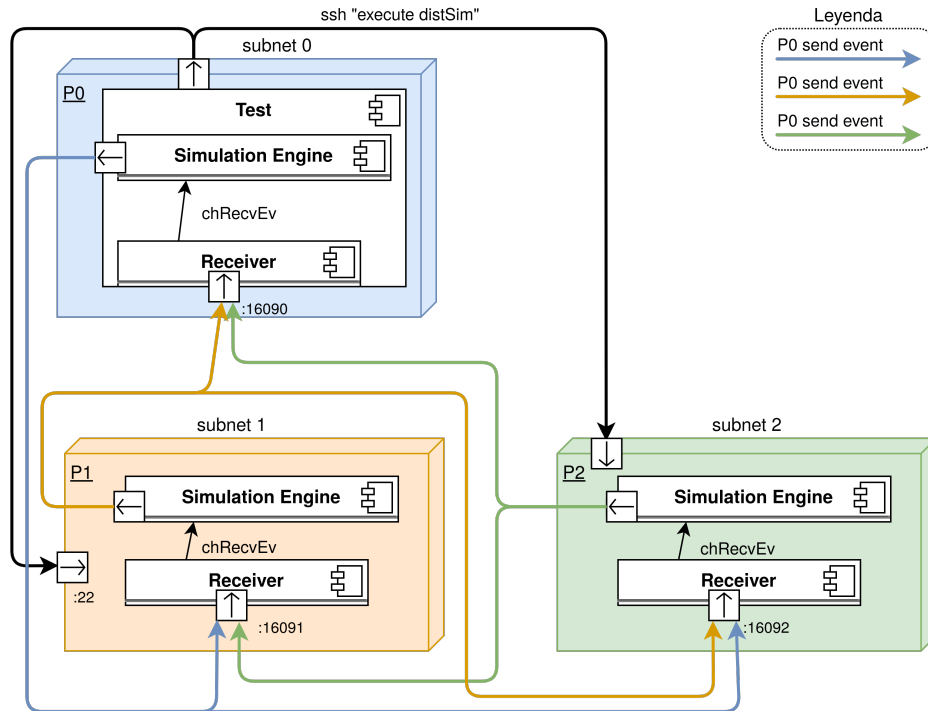 ssh "execute distSim"
Leyenda
subnet 0
P0 send event
P0 send event
P0 send event
P0
Test
Simulation Engine
chRecvEv
Receiver
:16090
subnet 1
subnet 2
P1
Simulation Engine
chRecvEv
Receiver
:22
:16091
P2
Simulation Engine
chRecvEv
Receiver
:16092